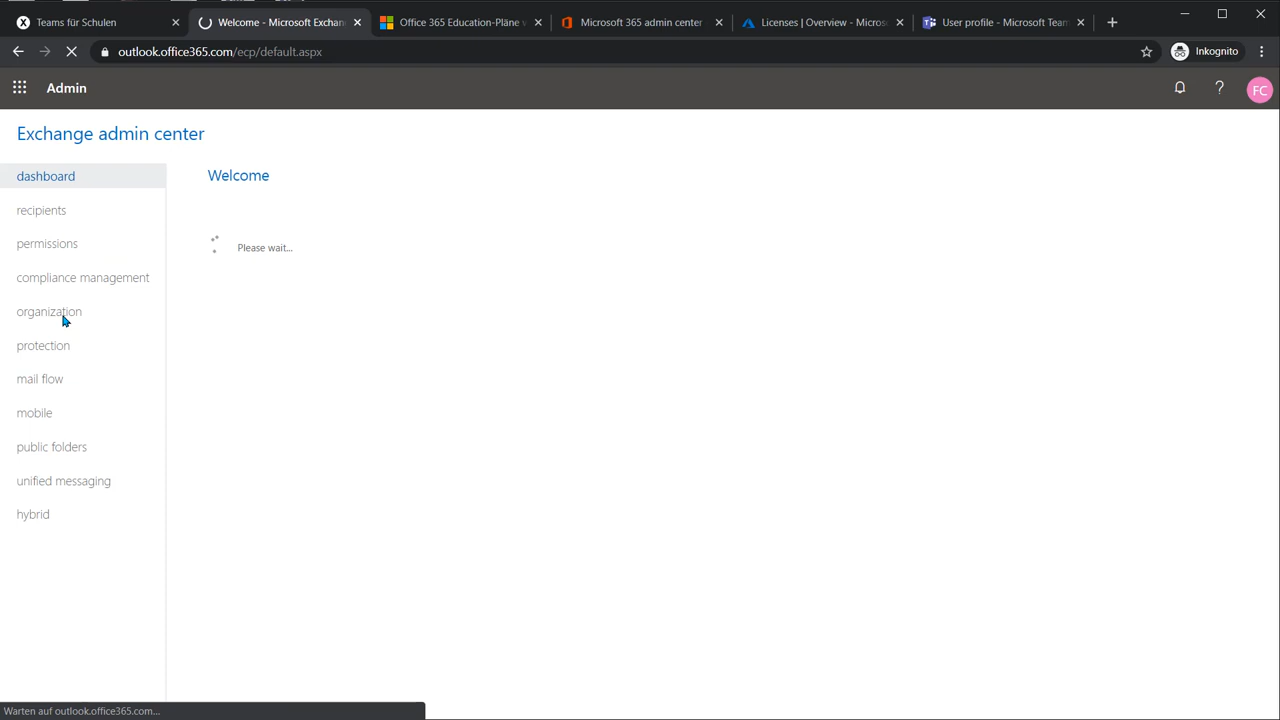 Teams für Schulen
Welcome - Microsoft Exchan
Office 365 Education-Pläne v
Microsoft 365 admin center
Licenses | Overview - Micros
User profile - Microsoft Team
outlook.office365.com/ecp/default.aspx
Inkognito
Admin
FC
Exchange admin center
dashboard
Welcome
recipients
permissions
Please wait...
compliance management
organization
protection
mail flow
mobile
public folders
unified messaging
hybrid
Warten auf outlook.office365.com...